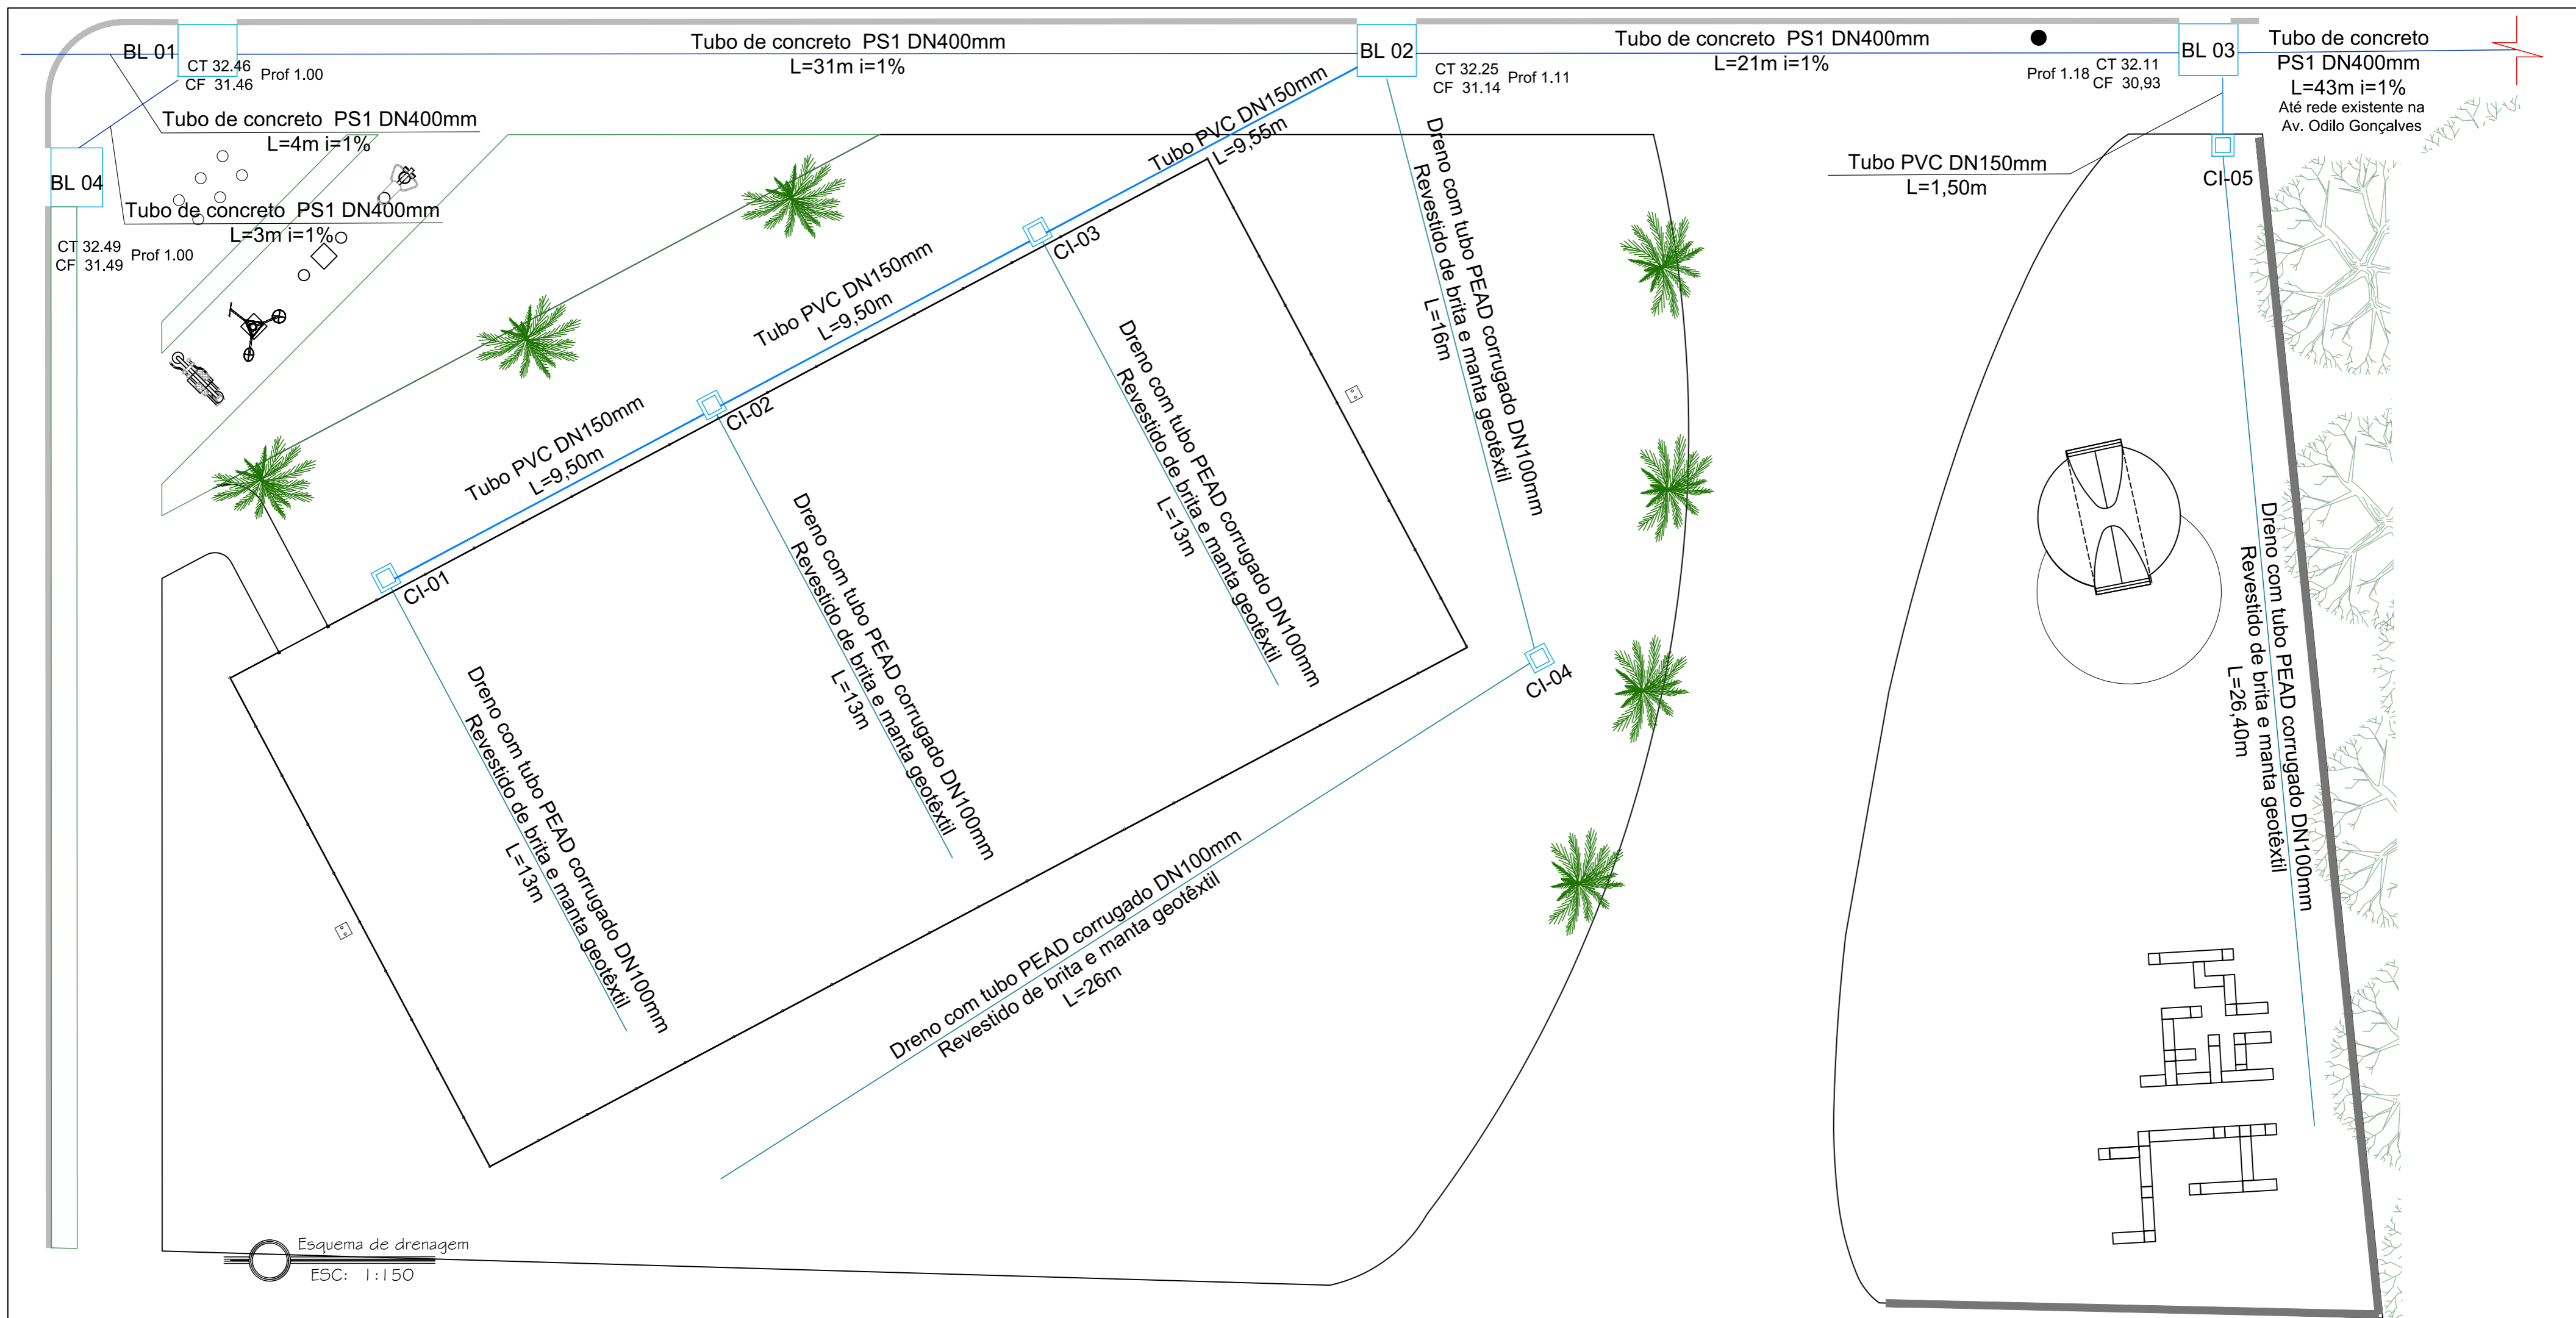 BL 01
CT 32.46
CF 31.46
Prof 1.00
Tubo de concreto PS1 DN400mm
L=31m i=1%
BL 02
CT 32.25
CF 31.14
Prof 1.11
Tubo de concreto PS1 DN400mm
L=21m i=1%
BL 03
Prof 1.18
CT 32.11
CF 30,93
Tubo de concreto
PS1 DN400mm
L=43m i=1%
Até rede existente na
Av. Odilo Gonçalves
Tubo de concreto PS1 DN400mm
L=4m i=1%
BL 04
Tubo de concreto PS1 DN400mm
L=3m i=1%
CT 32.49
CF 31.49
Prof 1.00
Tubo PVC DN150mm
L=9,55m
Tubo PVC DN150mm
L=1,50m
CI-05
CI-03
Tubo PVC DN150mm
L=9,50m
CI-02
Tubo PVC DN150mm
L=9,50m
CI-01
Dreno com tubo PEAD corrugado DN100mm
Revestido de brita e manta geotêxtil
L=16m
Dreno com tubo PEAD corrugado DN100mm
Revestido de brita e manta geotêxtil
L=13m
Dreno com tubo PEAD corrugado DN100mm
Revestido de brita e manta geotêxtil
L=13m
Dreno com tubo PEAD corrugado DN100mm
Revestido de brita e manta geotêxtil
L=13m
CI-04
Dreno com tubo PEAD corrugado DN100mm
Revestido de brita e manta geotêxtil
L=26m
Dreno com tubo PEAD corrugado DN100mm
Revestido de brita e manta geotêxtil
L=26,40m
Esquema de drenagem
ESC: 1:150